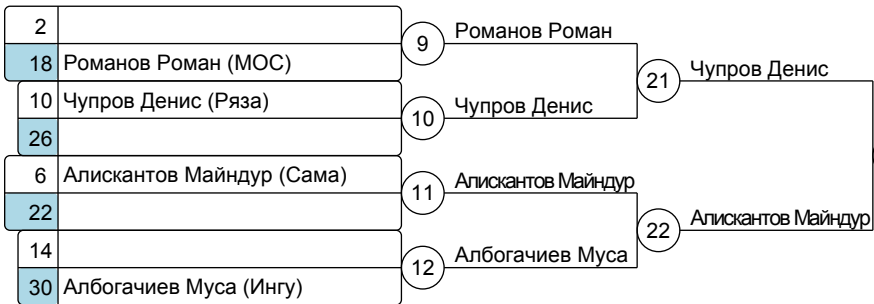 2
Романов Роман
9
18 Романов Роман (МОС)
Чупров Денис
21
10 Чупров Денис (Ряза)
Чупров Денис
10
26
6 Алискантов Майндур (Сама)
Алискантов Майндур
11
22
Алискантов Майндур
22
14
Албогачиев Муса
12
30 Албогачиев Муса (Ингу)